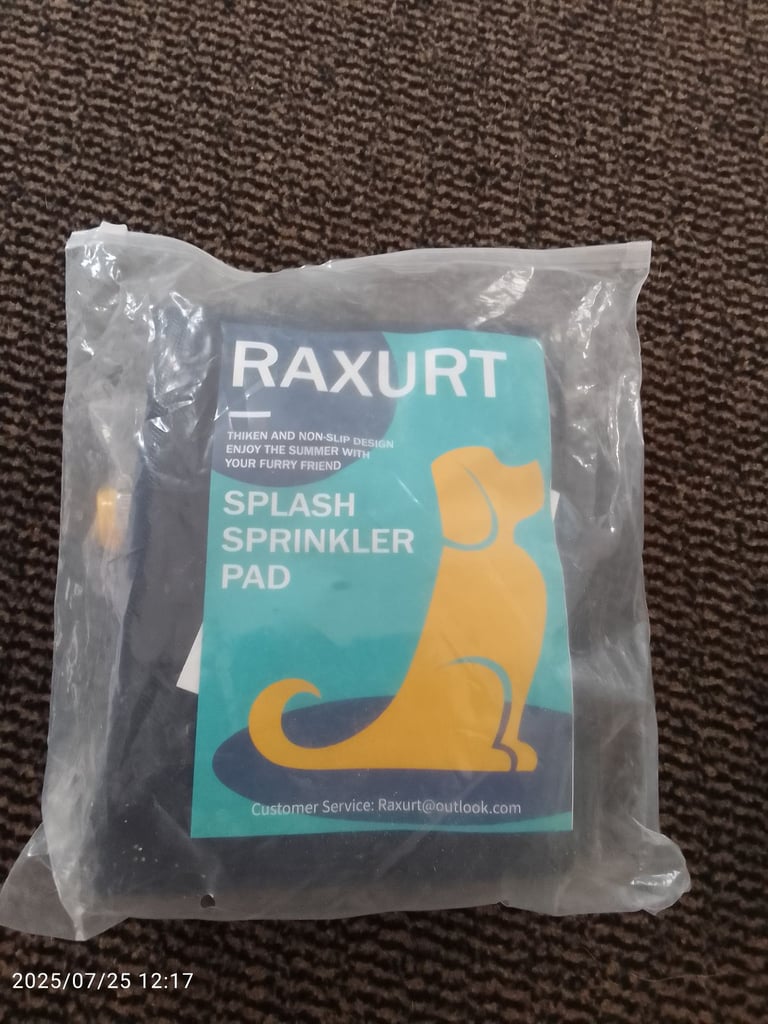 RAXURT
THIKEN AND NON-SLIP DESIGN
ENJOY THE SUMMER WITH
YOUR FURRY FRIEND
SPLASH
SPRINKLER
PAD
Customer Service: Raxurt@outlook.com
2025/07/25 12:17